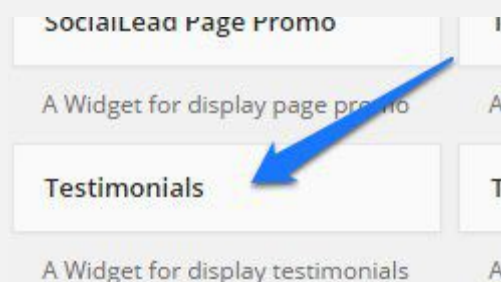 SocialLead Page Promo
A Widget for display page promo
Testimonials
A Widget for display testimonials